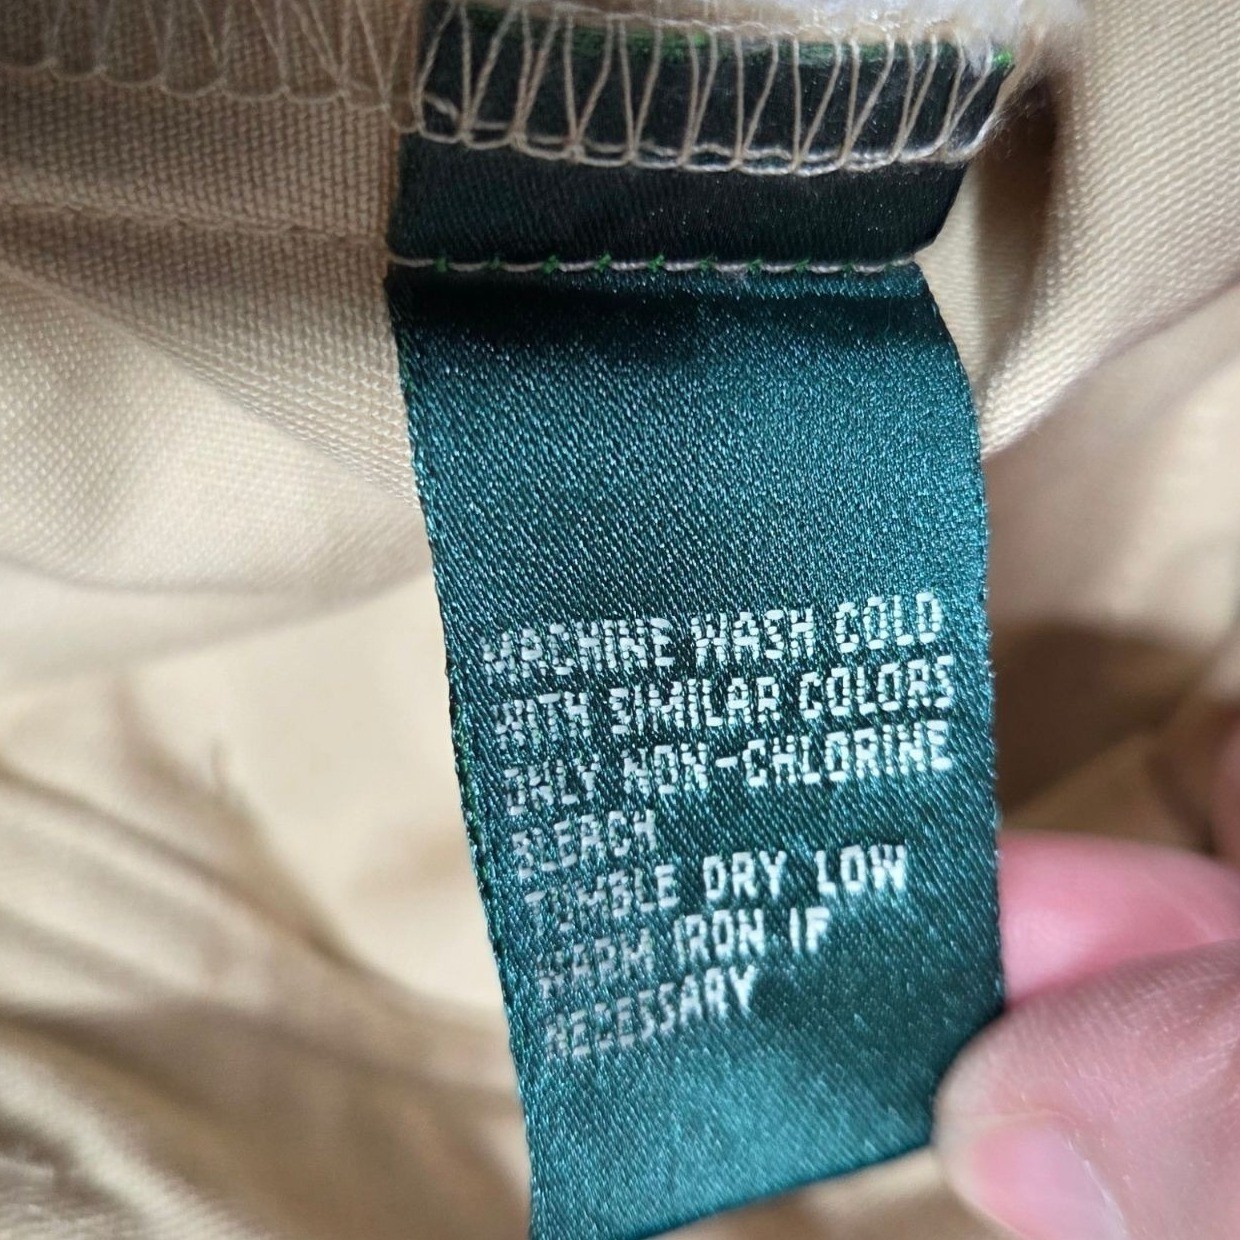 MACHINE WASH COLD
WITH SIMILAR COLORS
ONLY NON-CHLORINE
BLEACH
TUMBLE DRY LOW
WARM IRON IF
NECESSARY